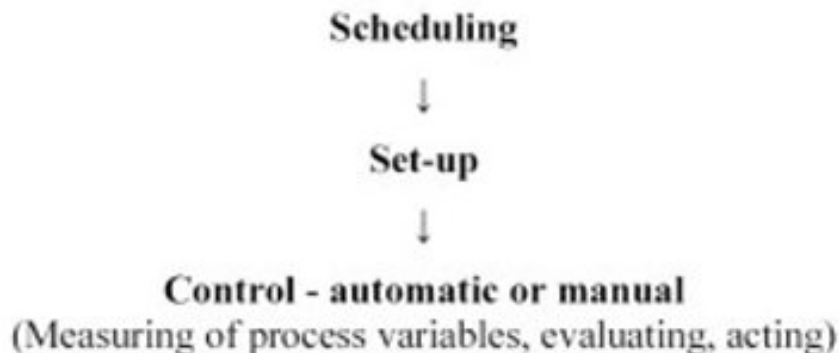 Scheduling
↓
Set-up
↓
Control - automatic or manual
(Measuring of process variables, evaluating, acting)